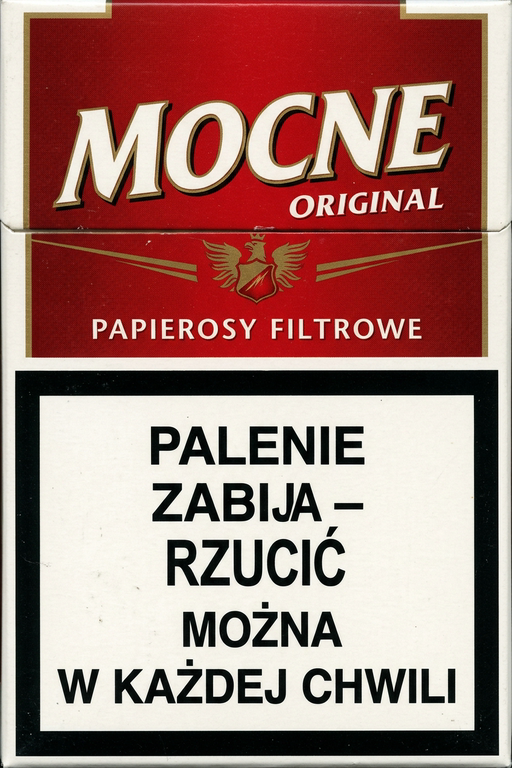 MOCNE
ORIGINAL
PAPIEROSY FILTROWE
PALENIE
ZABIJA –
RZUCIĆ
MOŻNA
W KAŻDEJ CHWILI